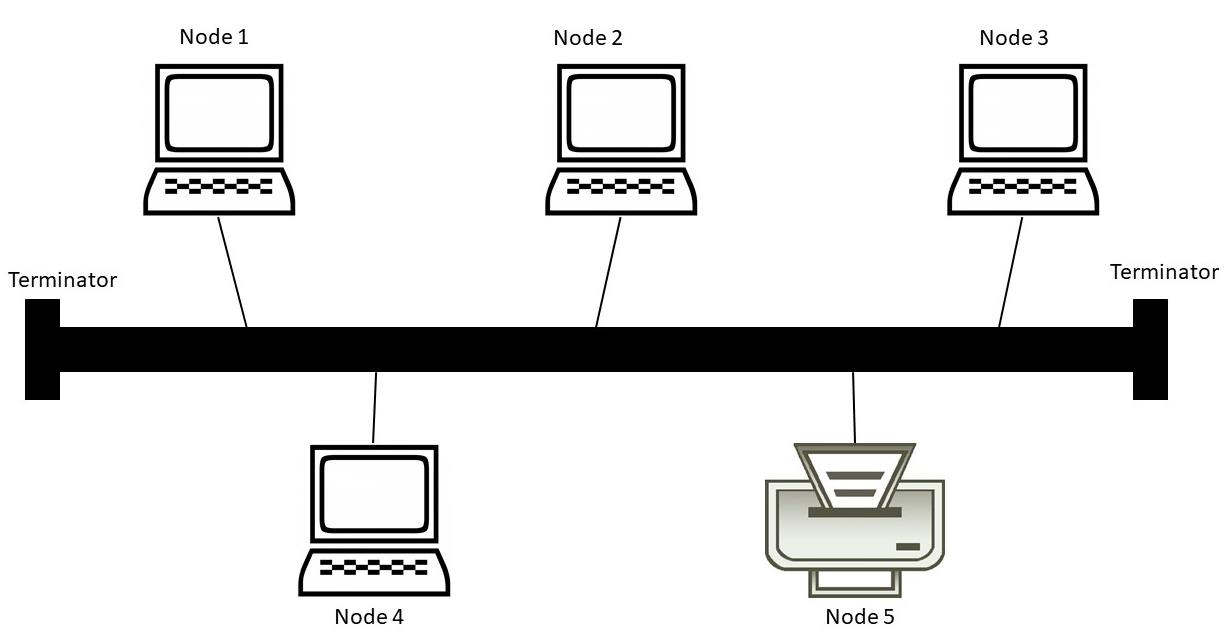 Node 1
Node 2
Node 3
Terminator
Terminator
Node 4
Node 5